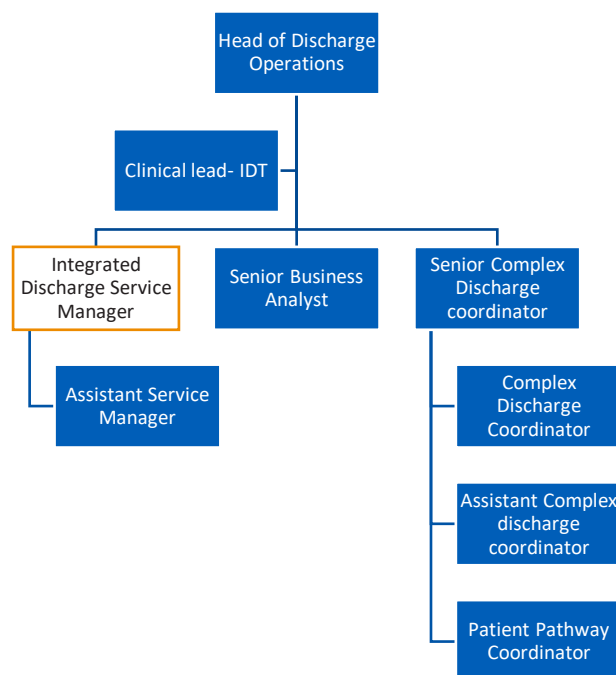 Head of Discharge
Operations
Clinical lead- IDT
Integrated
Discharge Service
Manager
Senior Business
Analyst
Senior Complex
Discharge
coordinator
Assistant Service
Manager
Complex
Discharge
Coordinator
Assistant Complex
discharge
coordinator
Patient Pathway
Coordinator